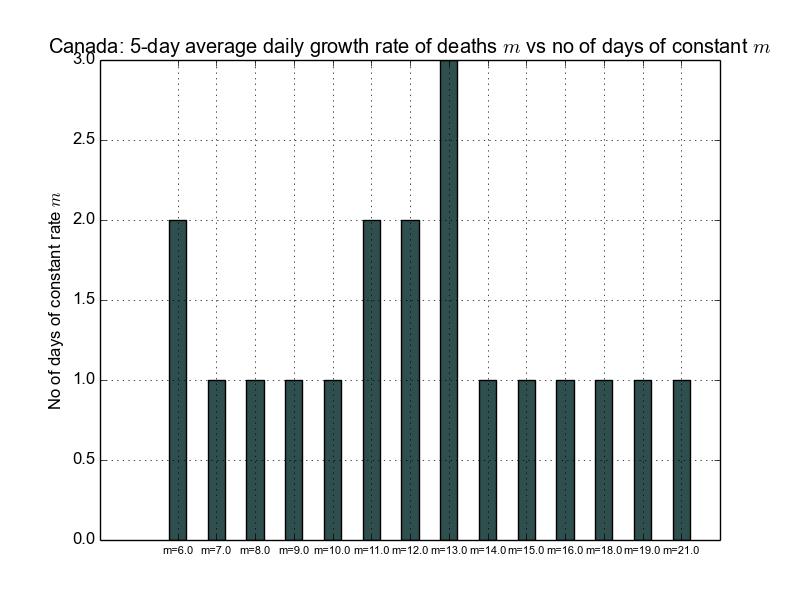 Canada: 5-day average daily growth rate of deaths m vs no of days of constant m
3.0
2.5
2.0
1.5
1.0
0.5
0.0
No of days of constant rate m
m=6.0 m=7.0 m=8.0 m=9.0 m=10.0 m=11.0 m=12.0 m=13.0 m=14.0 m=15.0 m=16.0 m=18.0 m=19.0 m=21.0